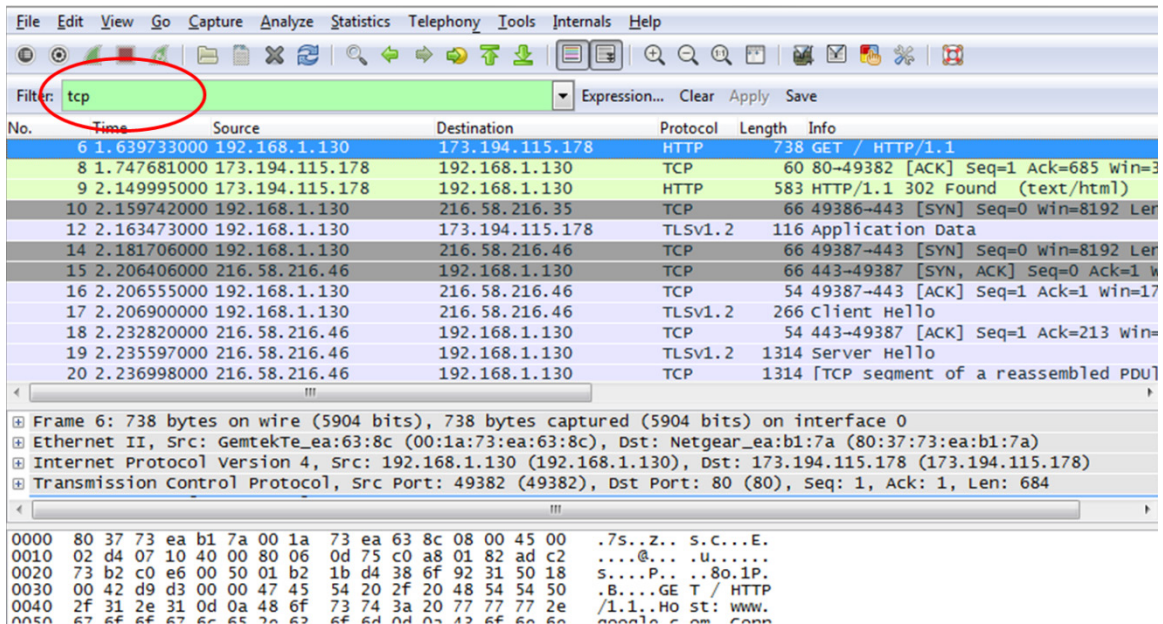 File Edit View Go Capture Analyze Statistics Telephony Tools Internals Help
Filter: tcp Expression... Clear Apply Save
No. Time Source Destination Protocol Length Info
6 1.639733000 192.168.1.130 173.194.115.178 HTTP 738 GET / HTTP/1.1
8 1.747681000 173.194.115.178 192.168.1.130 TCP 60 80→49382 [ACK] Seq=1 Ack=685 Win=3
9 2.149995000 173.194.115.178 192.168.1.130 HTTP 583 HTTP/1.1 302 Found (text/html)
10 2.159742000 192.168.1.130 216.58.216.35 TCP 66 49386→443 [SYN] Seq=0 Win=8192 Len
12 2.163473000 192.168.1.130 173.194.115.178 TLSv1.2 116 Application Data
14 2.181706000 192.168.1.130 216.58.216.46 TCP 66 49387→443 [SYN] Seq=0 Win=8192 Len
15 2.206406000 216.58.216.46 192.168.1.130 TCP 66 443→49387 [SYN, ACK] Seq=0 Ack=1 W
16 2.206555000 192.168.1.130 216.58.216.46 TCP 54 49387→443 [ACK] Seq=1 Ack=1 Win=17
17 2.206900000 192.168.1.130 216.58.216.46 TLSv1.2 266 Client Hello
18 2.232820000 216.58.216.46 192.168.1.130 TCP 54 443→49387 [ACK] Seq=1 Ack=213 Win=
19 2.235597000 216.58.216.46 192.168.1.130 TLSv1.2 1314 Server Hello
20 2.236998000 216.58.216.46 192.168.1.130 TCP 1314 [TCP segment of a reassembled PDU]
Frame 6: 738 bytes on wire (5904 bits), 738 bytes captured (5904 bits) on interface 0
Ethernet II, Src: GemtekTe_ea:63:8c (00:1a:73:ea:63:8c), Dst: Netgear_ea:b1:7a (80:37:73:ea:b1:7a)
Internet Protocol Version 4, Src: 192.168.1.130 (192.168.1.130), Dst: 173.194.115.178 (173.194.115.178)
Transmission Control Protocol, Src Port: 49382 (49382), Dst Port: 80 (80), Seq: 1, Ack: 1, Len: 684
0000 80 37 73 ea b1 7a 00 1a 73 ea 63 8c 08 00 45 00 .7s..z.. s.c...E.
0010 02 d4 07 10 40 00 80 06 0d 75 c0 a8 01 82 ad c2 ....@... .u......
0020 73 b2 c0 e6 00 50 01 b2 1b d4 38 6f 92 31 50 18 s....P.. ..8o.1P.
0030 00 42 d9 d3 00 00 47 45 54 20 2f 20 48 54 54 50 .B....GE T / HTTP
0040 2f 31 2e 31 0d 0a 48 6f 73 74 3a 20 77 77 77 2e /1.1..Ho st: www.
0050 67 6f 6f 67 6c 65 2e 63 6f 6d 0d 0a 43 6f 6e 6e google.c om..Conn